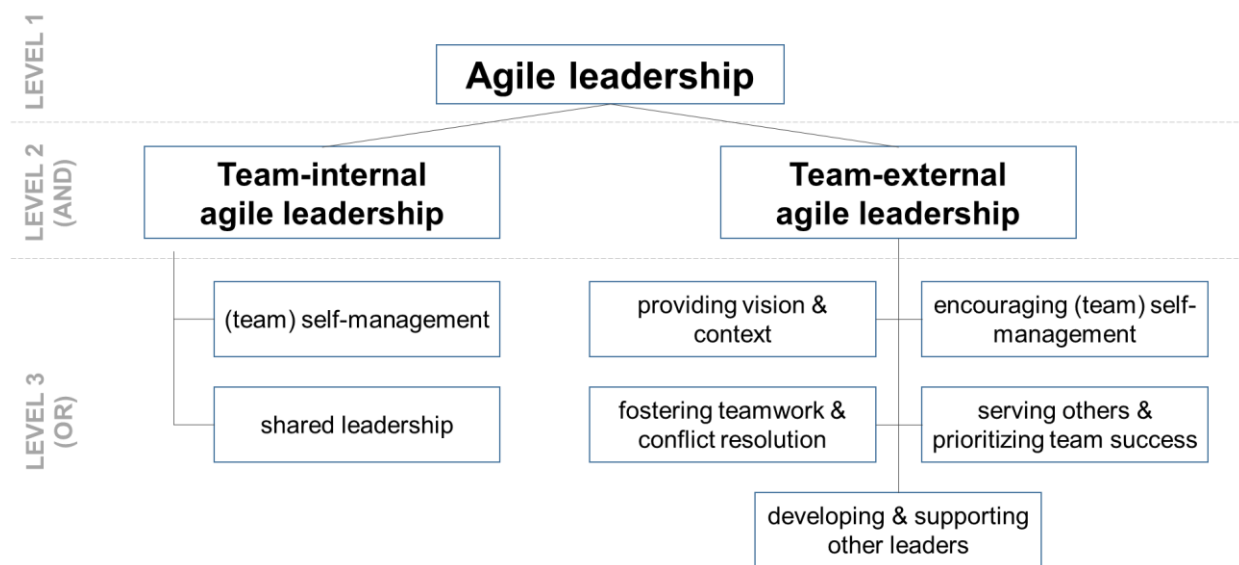 LEVEL 1
Agile leadership
LEVEL 2
(AND)
Team-internal
agile leadership
Team-external
agile leadership
LEVEL 3
(OR)
(team) self-management
shared leadership
providing vision &
context
encouraging (team) self-
management
fostering teamwork &
conflict resolution
serving others &
prioritizing team success
developing & supporting
other leaders